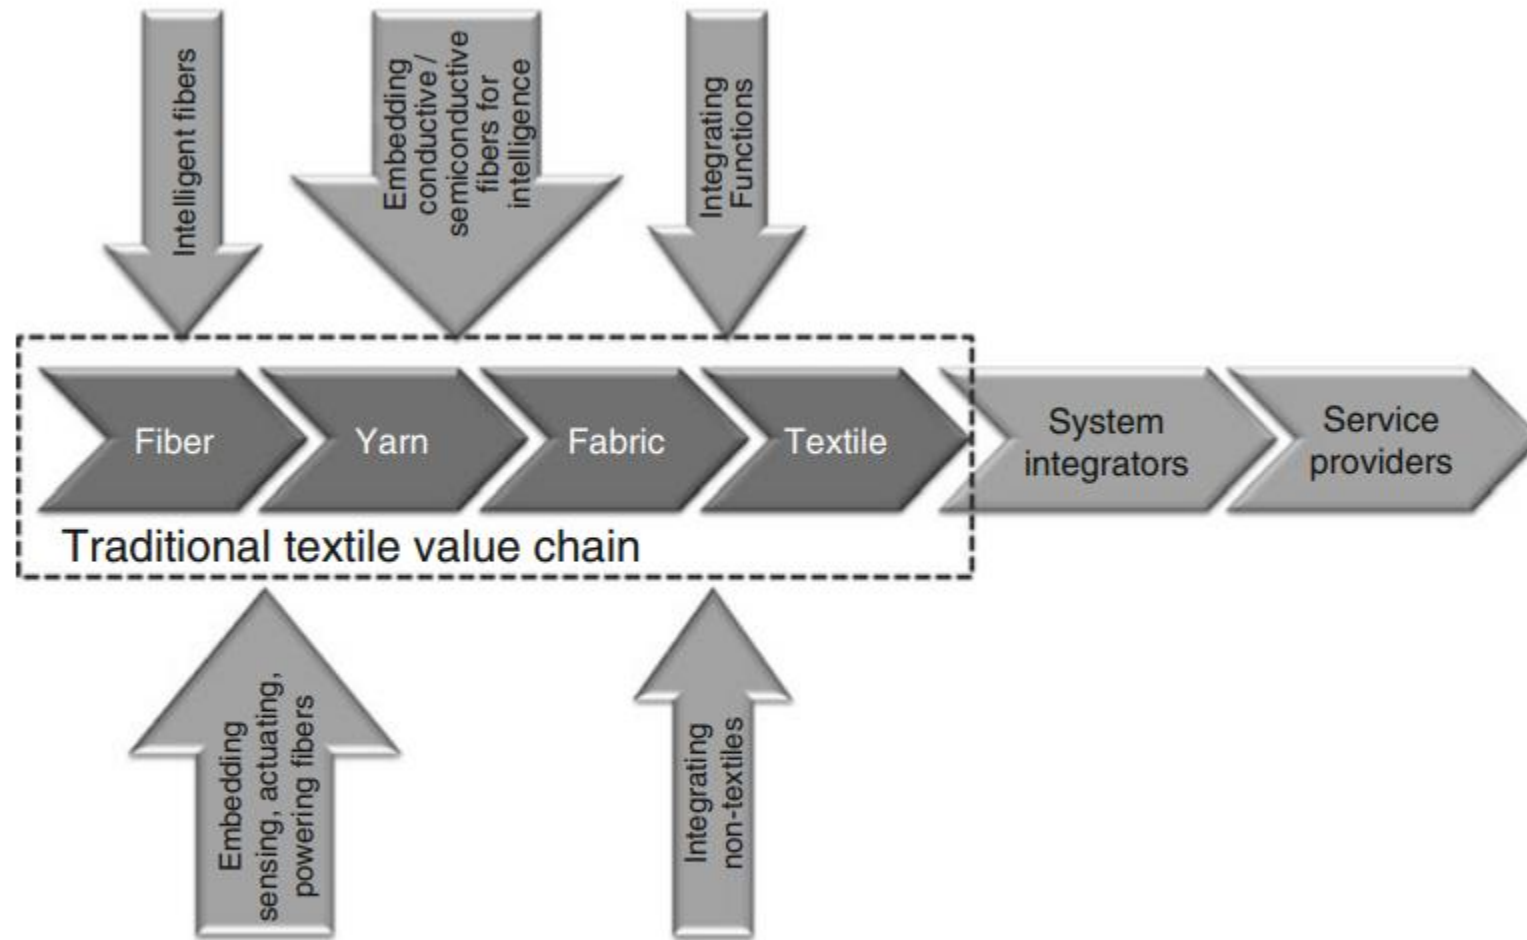 Intelligent fibers
Embedding
conductive /
semiconductive
fibers for
intelligence
Integrating
Functions
Fiber
Yarn
Fabric
Textile
System
integrators
Service
providers
Traditional textile value chain
Embedding
sensing, actuating,
powering fibers
Integrating
non-textiles